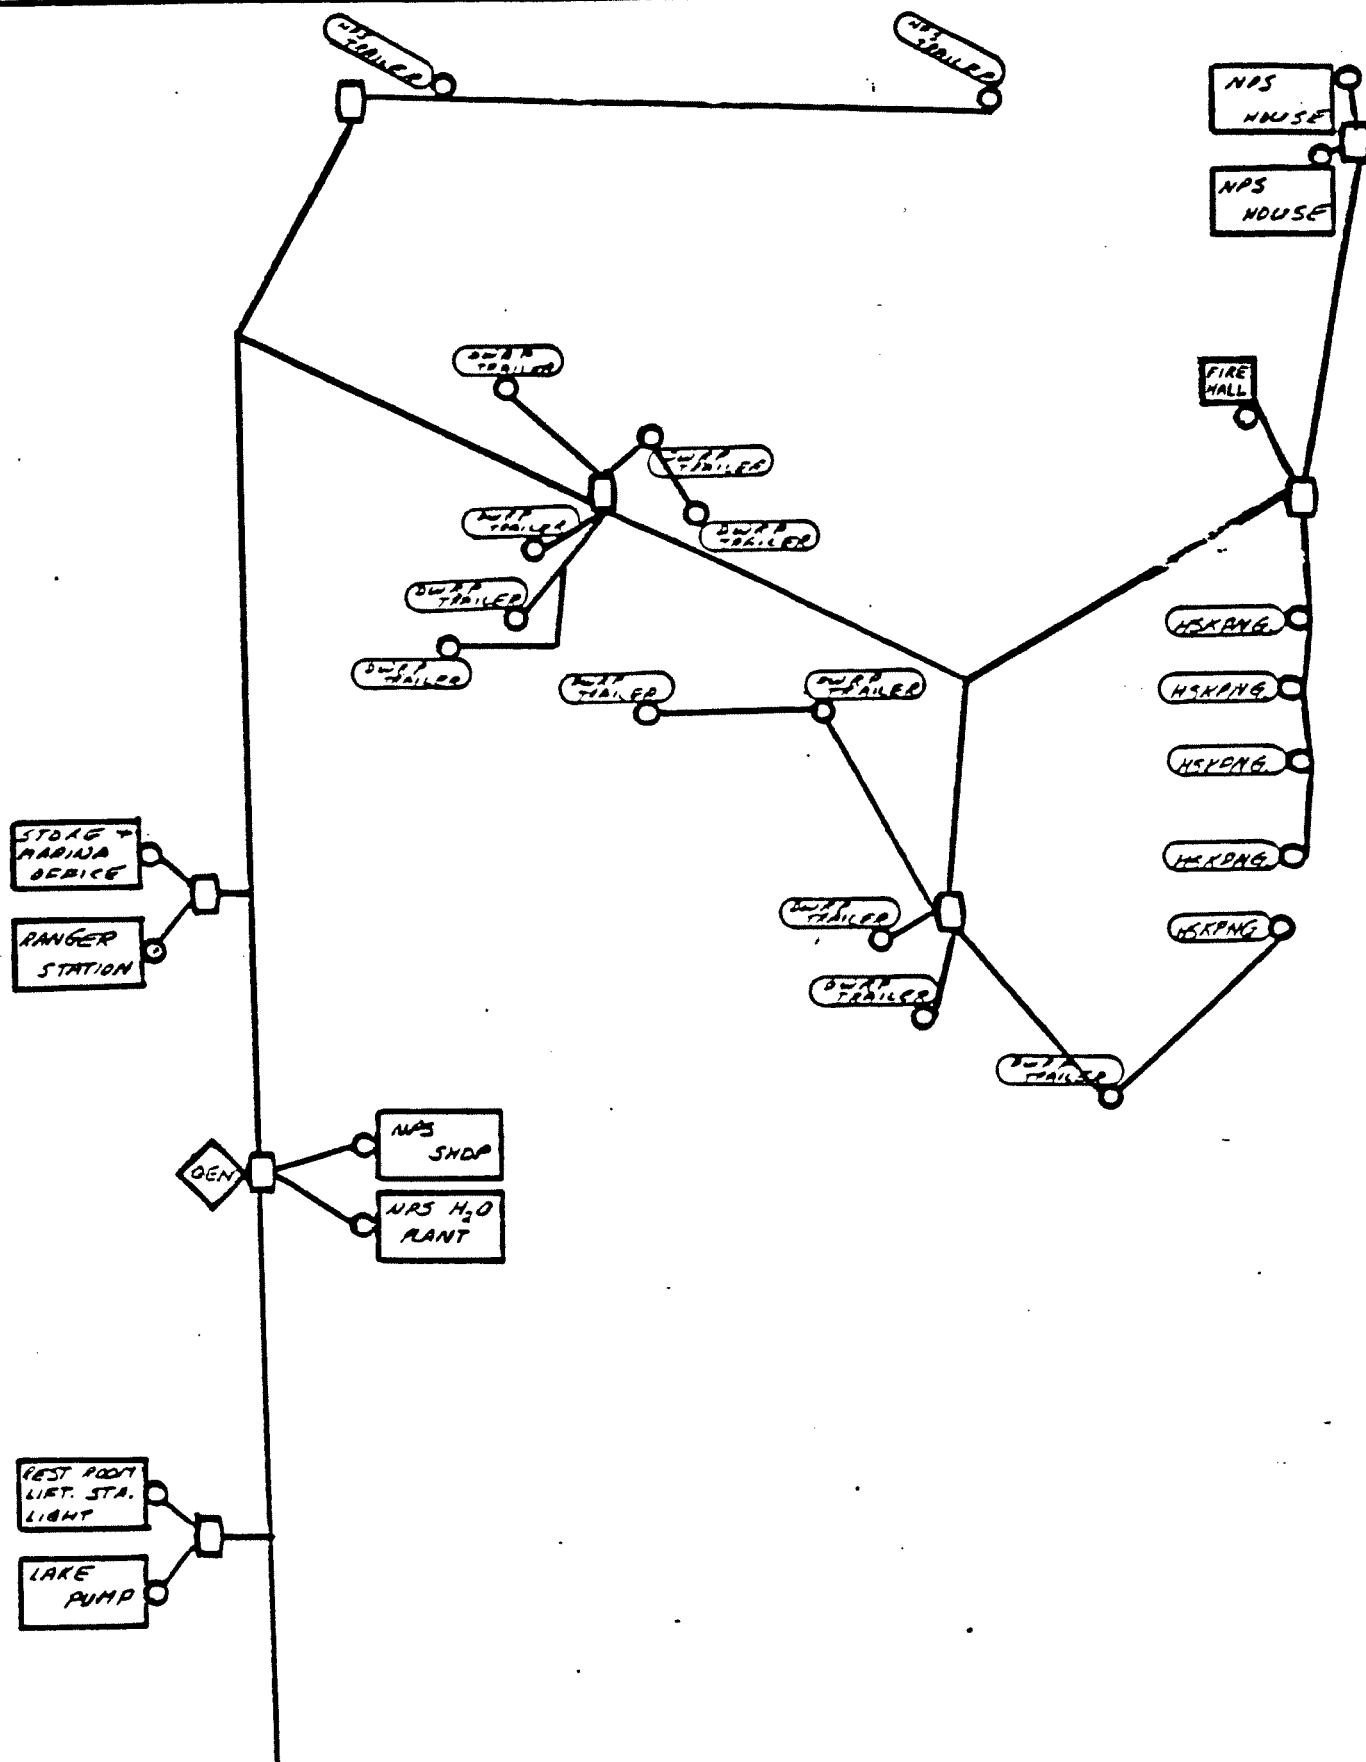 NPS
TRAILER
NPS
TRAILER
NPS
HOUSE
NPS
HOUSE
FIRE
HALL
DWRP
TRAILER
DWRP
TRAILER
DWRP
TRAILER
DWRP
TRAILER
DWRP
TRAILER
DWRP
TRAILER
DWRP
TRAILER
DWRP
TRAILER
HSKPNG.
HSKPNG.
HSKPNG.
HSKPNG.
STORE +
MARINA
OFFICE
RANGER
STATION
DWRP
TRAILER
DWRP
TRAILER
HSKPNG
DWRP
TRAILER
GEN
NPS
SHOP
NPS H2O
PLANT
REST ROOM
LIFT. STA.
LIGHT
LAKE
PUMP